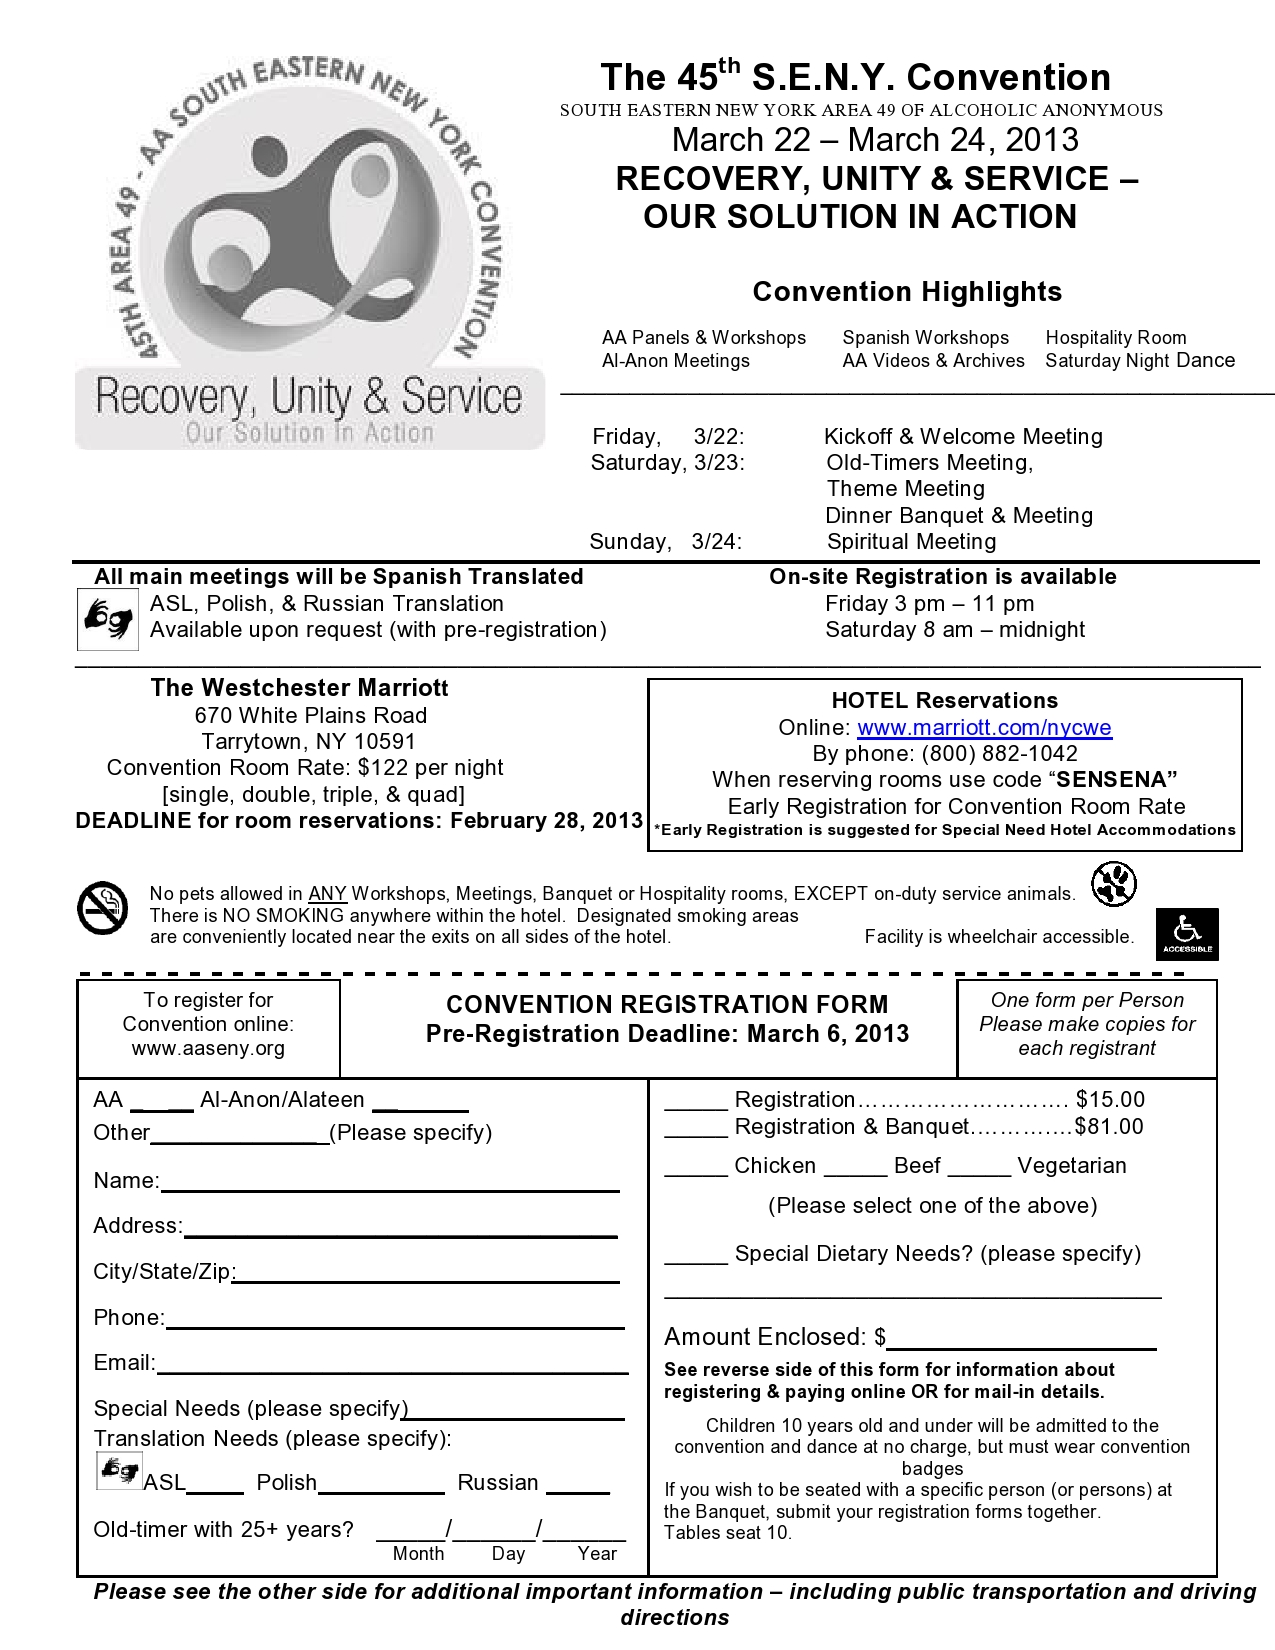 45TH AREA 49 - AA SOUTH EASTERN NEW YORK CONVENTION
Recovery, Unity & Service
Our Solution In Action
The 45th S.E.N.Y. Convention
SOUTH EASTERN NEW YORK AREA 49 OF ALCOHOLIC ANONYMOUS
March 22 – March 24, 2013
RECOVERY, UNITY & SERVICE –
OUR SOLUTION IN ACTION
Convention Highlights
AA Panels & Workshops Spanish Workshops Hospitality Room
Al-Anon Meetings AA Videos & Archives Saturday Night Dance
Friday, 3/22: Kickoff & Welcome Meeting
Saturday, 3/23: Old-Timers Meeting,
Theme Meeting
Dinner Banquet & Meeting
Sunday, 3/24: Spiritual Meeting
All main meetings will be Spanish Translated
ASL, Polish, & Russian Translation
Available upon request (with pre-registration)
On-site Registration is available
Friday 3 pm – 11 pm
Saturday 8 am – midnight
The Westchester Marriott
670 White Plains Road
Tarrytown, NY 10591
Convention Room Rate: $122 per night
[single, double, triple, & quad]
DEADLINE for room reservations: February 28, 2013
HOTEL Reservations
Online: www.marriott.com/nycwe
By phone: (800) 882-1042
When reserving rooms use code “SENSENA”
Early Registration for Convention Room Rate
*Early Registration is suggested for Special Need Hotel Accommodations
No pets allowed in ANY Workshops, Meetings, Banquet or Hospitality rooms, EXCEPT on-duty service animals.
There is NO SMOKING anywhere within the hotel. Designated smoking areas
are conveniently located near the exits on all sides of the hotel. Facility is wheelchair accessible.
ACCESSIBLE
To register for
Convention online:
www.aaseny.org
CONVENTION REGISTRATION FORM
Pre-Registration Deadline: March 6, 2013
One form per Person
Please make copies for
each registrant
AA _____ Al-Anon/Alateen ________
Other______________ (Please specify)
Name:____________________
Address:____________________
City/State/Zip:____________________
Phone:____________________
Email:____________________
Special Needs (please specify)____________________
Translation Needs (please specify):
ASL_____ Polish__________ Russian _____
Old-timer with 25+ years? _____/______/______
Month Day Year
_____ Registration………………………. $15.00
_____ Registration & Banquet.………….$81.00
_____ Chicken _____ Beef _____ Vegetarian
(Please select one of the above)
_____ Special Dietary Needs? (please specify)
_______________________________________
Amount Enclosed: $____________________
See reverse side of this form for information about
registering & paying online OR for mail-in details.
Children 10 years old and under will be admitted to the
convention and dance at no charge, but must wear convention
badges
If you wish to be seated with a specific person (or persons) at
the Banquet, submit your registration forms together.
Tables seat 10.
Please see the other side for additional important information – including public transportation and driving
directions